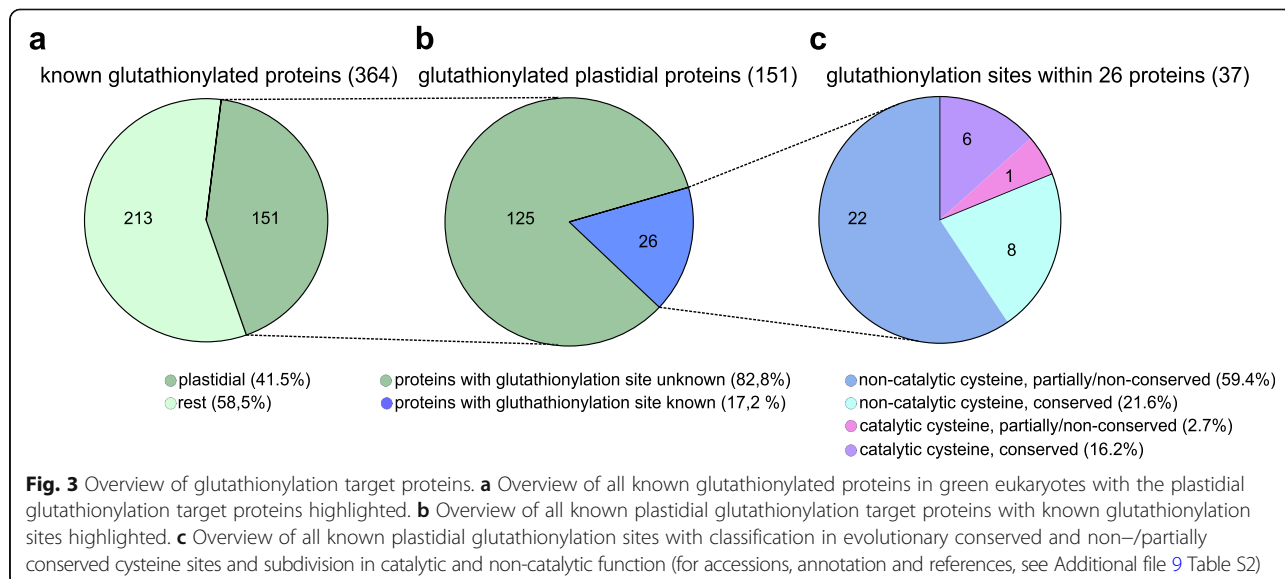 a
known glutathionylated proteins (364)
213
151
plastidial (41.5%)
rest (58,5%)
b
glutathionylated plastidial proteins (151)
125
26
proteins with glutathionylation site unknown (82,8%)
proteins with gluthathionylation site known (17,2 %)
c
glutathionylation sites within 26 proteins (37)
6
1
22
8
non-catalytic cysteine, partially/non-conserved (59.4%)
non-catalytic cysteine, conserved (21.6%)
catalytic cysteine, partially/non-conserved (2.7%)
catalytic cysteine, conserved (16.2%)
Fig. 3 Overview of glutathionylation target proteins. a Overview of all known glutathionylated proteins in green eukaryotes with the plastidial
glutathionylation target proteins highlighted. b Overview of all known plastidial glutathionylation target proteins with known glutathionylation
sites highlighted. c Overview of all known plastidial glutathionylation sites with classification in evolutionary conserved and non−/partially
conserved cysteine sites and subdivision in catalytic and non-catalytic function (for accessions, annotation and references, see Additional file 9 Table S2)